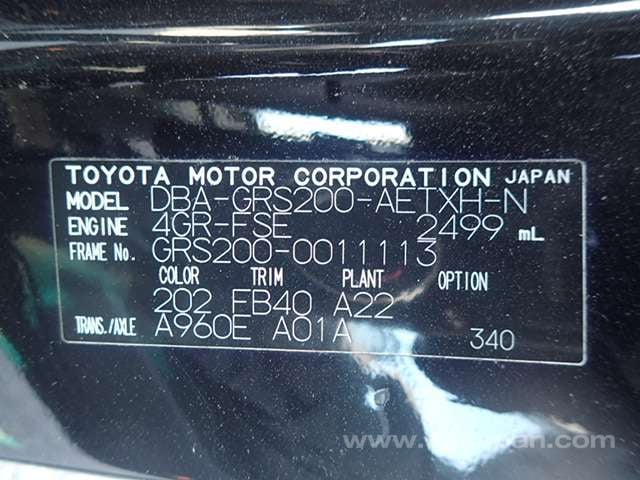 TOYOTA MOTOR CORPORATION JAPAN
MODEL DBA-GRS200-AETXH-N
ENGINE 4GR-FSE 2499 mL
FRAME No. GRS200-0011113
COLOR TRIM PLANT OPTION
202 FB40 A22
TRANS./AXLE A960E A01A 340